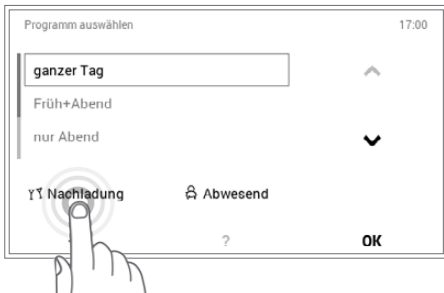 Programm auswählen 17:00
ganzer Tag
Früh+Abend
nur Abend
Nachladung Abwesend
? OK